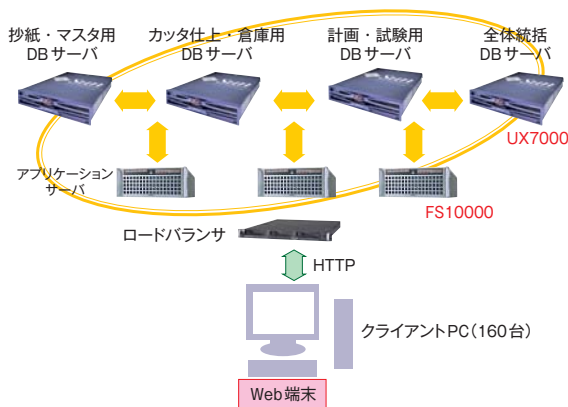 抄紙・マスタ用
DBサーバ
カッタ仕上・倉庫用
DBサーバ
計画・試験用
DBサーバ
全体統括
DBサーバ
UX7000
アプリケーション
サーバ
FS10000
ロードバランサ
HTTP
クライアントPC(160台)
Web端末